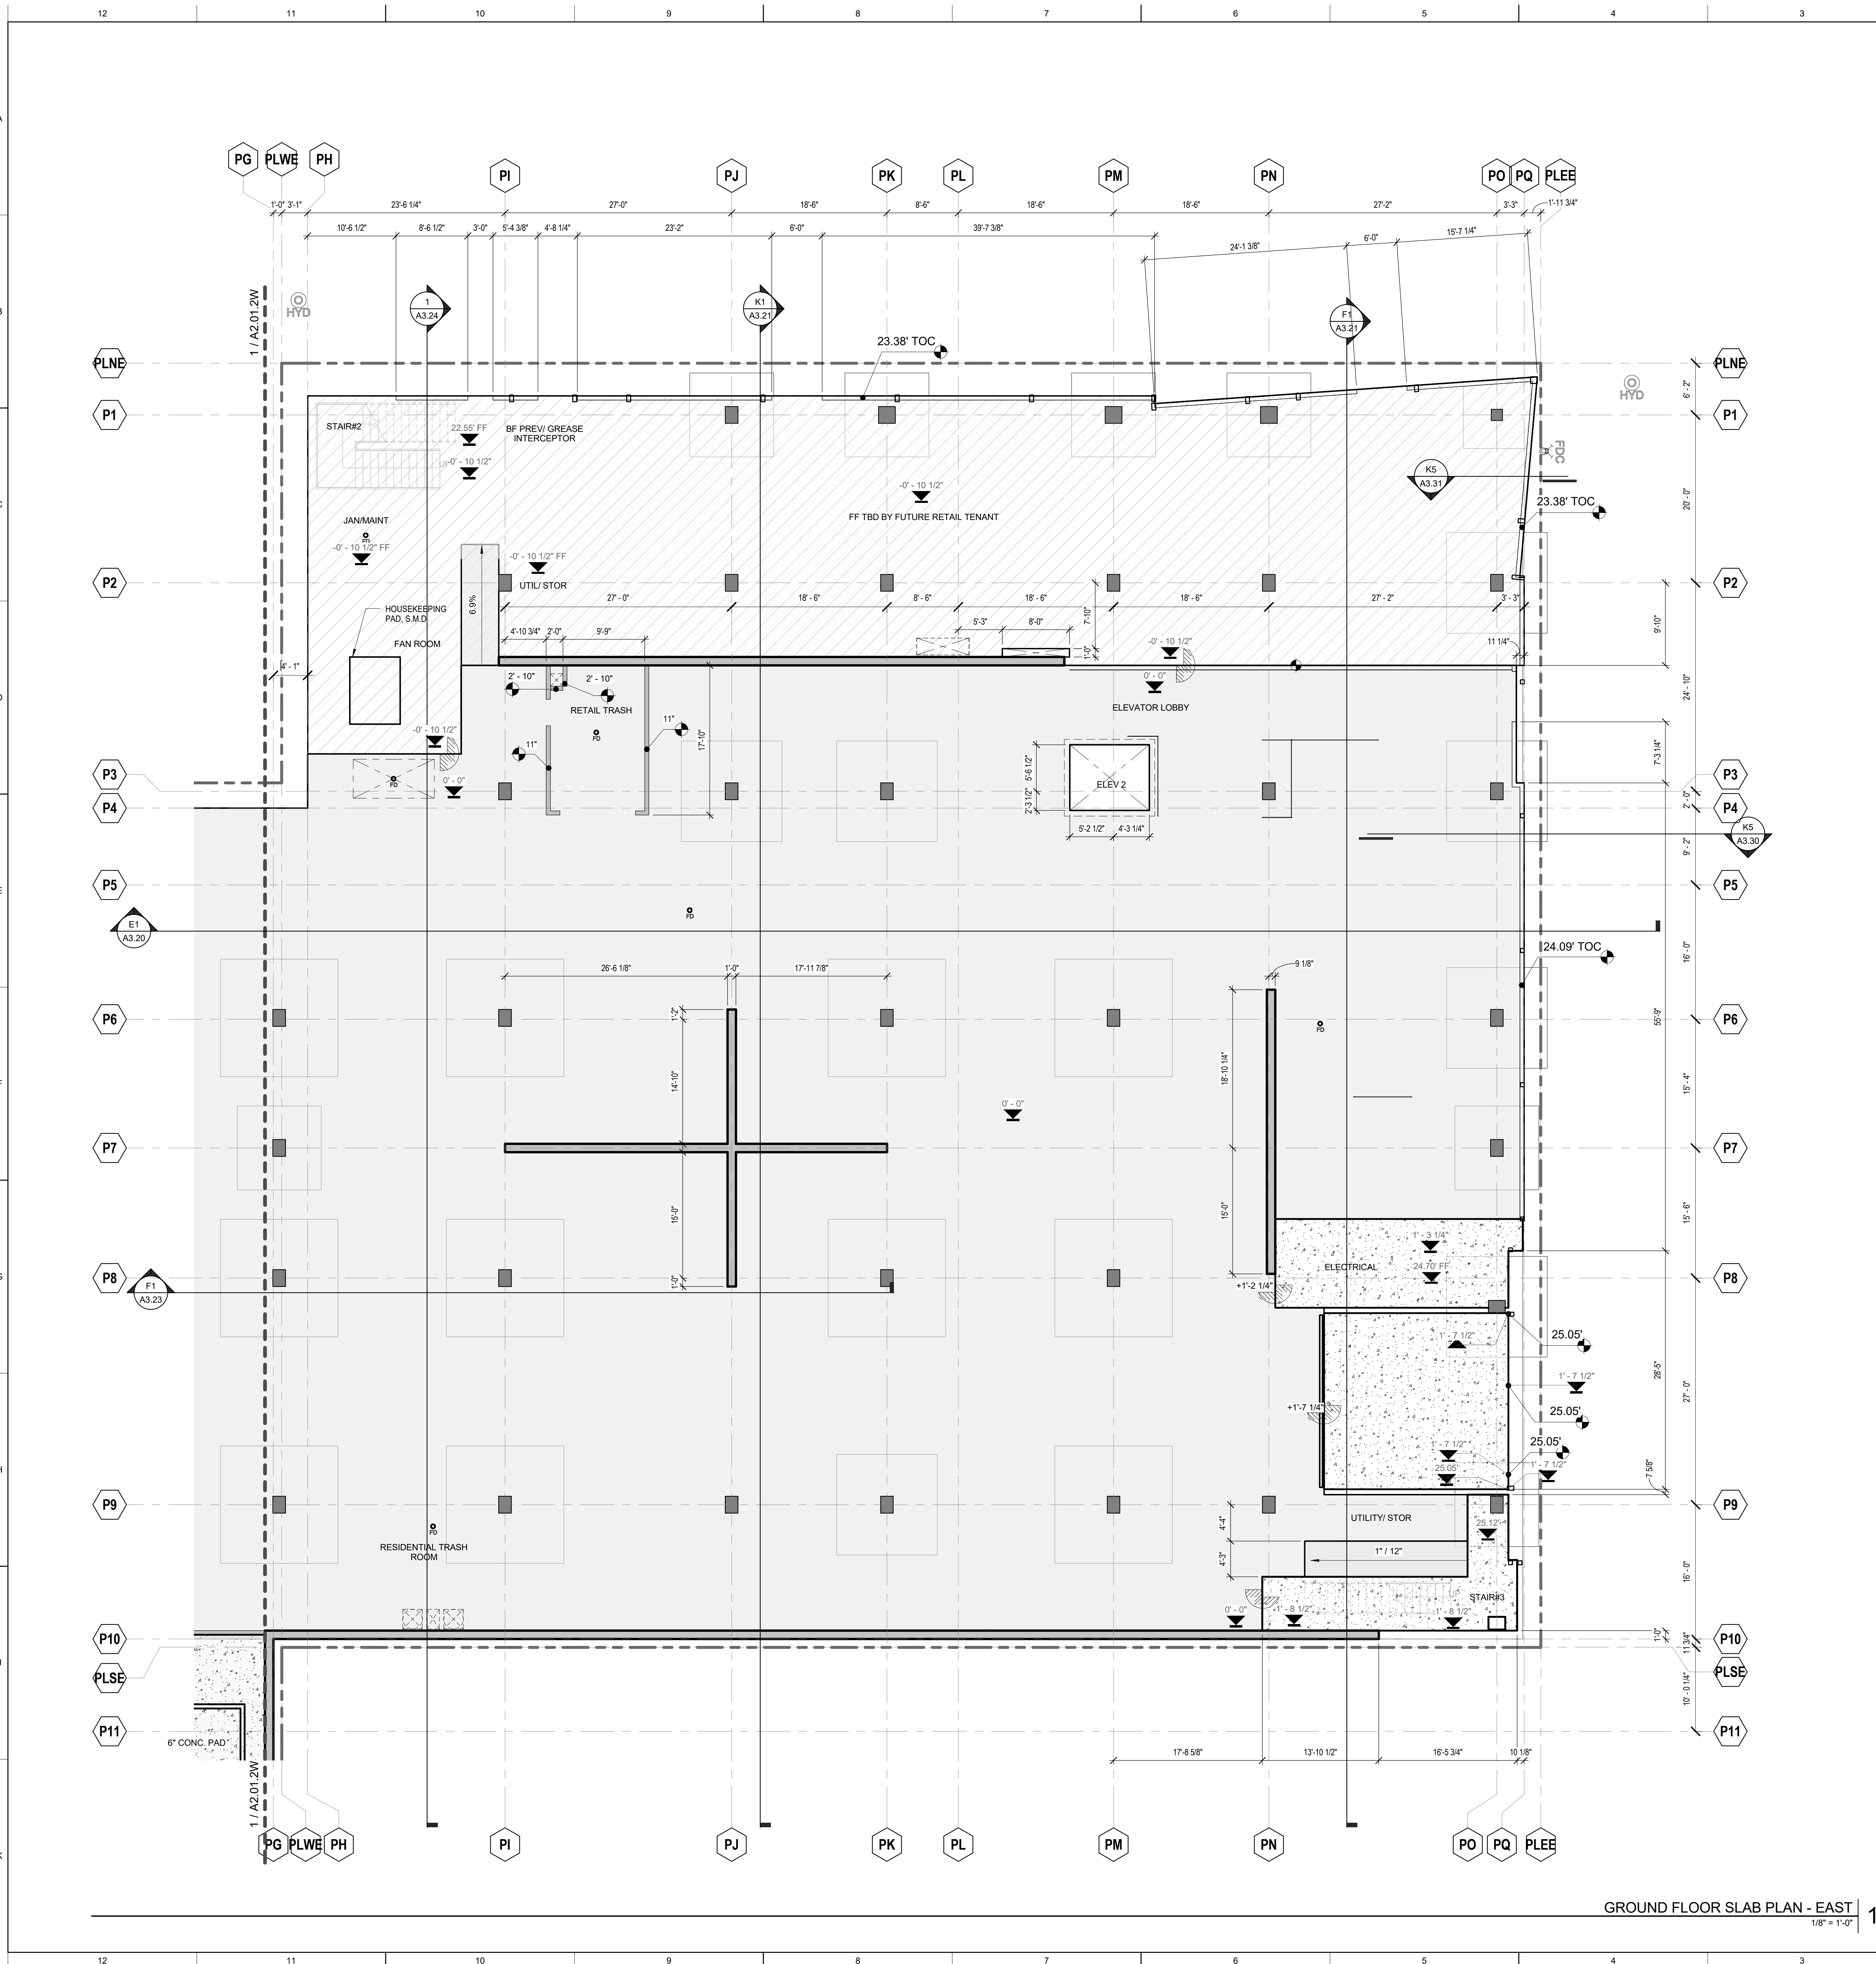 12 11 10 9 8 7 6 5 4 3
PG PLWE PH PI PJ PK PL PM PN PO PQ PLEE
1'-0" 3'-1" 23'-6 1/4" 27'-0" 18'-6" 8'-6" 18'-6" 18'-6" 27'-2" 3'-3" 1'-11 3/4"
10'-6 1/2" 8'-6 1/2" 3'-0" 5'-4 3/8" 4'-8 1/4" 23'-2" 6'-0" 39'-7 3/8" 24'-1 3/8" 6'-0" 15'-7 1/4"
1 / A2.01.2W
HYD
1
A3.24
K1
A3.21
F1
A3.21
23.38' TOC
HYD
PLNE PLNE
6' - 2"
P1 P1
STAIR#2
22.55' FF
BF PREV/ GREASE
INTERCEPTOR
UP
-0' - 10 1/2"
FDC
K5
A3.31
-0' - 10 1/2"
20' - 0"
23.38' TOC
JAN/MAINT
FF TBD BY FUTURE RETAIL TENANT
FD
-0' - 10 1/2" FF
-0' - 10 1/2" FF
P2 P2
UTIL/ STOR
6.9%
27' - 0" 18' - 6" 8' - 6" 18' - 6" 18' - 6" 27' - 2" 3' - 3"
HOUSEKEEPING
PAD, S.M.D
FAN ROOM
4'-10 3/4" 2'-0" 9'-9"
5'-3" 8'-0"
7'-10"
1'-0"
-0' - 10 1/2"
11 1/4"
9'-10"
24' - 10"
4' - 1"
2' - 10" 2' - 10"
0' - 0"
RETAIL TRASH
ELEVATOR LOBBY
FD
11"
11"
17'-10"
-0' - 10 1/2"
7'-3 1/4"
P3 P3
FD
0' - 0"
5'-6 1/2"
ELEV 2
2'-3 1/2"
2' - 0"
P4 P4
5'-2 1/2" 4'-3 1/4"
K5
A3.30
9' - 2"
P5 P5
FD
E1
A3.20
16' - 0"
24.09' TOC
26'-6 1/8" 1'-0" 17'-11 7/8"
9 1/8"
P6 P6
1'-2"
FD
55'-9"
14'-10"
18'-10 1/4"
15' - 4"
0' - 0"
P7 P7
15'-0"
15'-0"
15' - 6"
1' - 3 1/4"
ELECTRICAL
24.70' FF
P8 P8
1'-0"
+1'-2 1/4"
F1
A3.23
1' - 7 1/2"
25.05'
28'-5"
1' - 7 1/2"
27' - 0"
+1'-7 1/4"
25.05'
25.05'
1' - 7 1/2"
1' - 7 1/2"
25.05'
7 5/8"
P9 P9
FD
RESIDENTIAL TRASH
ROOM
4'-4"
UTILITY/ STOR
25.12'
4'-3"
1" / 12"
16' - 0"
UP
STAIR#3
0' - 0"
1' - 8 1/2"
1' - 8 1/2"
P10 P10
1'-0"
11 3/4"
PLSE PLSE
10' - 0 1/4"
P11 P11
6" CONC. PAD
17'-8 5/8" 13'-10 1/2" 16'-5 3/4" 10 1/8"
1 / A2.01.2W
PG PLWE PH PI PJ PK PL PM PN PO PQ PLEE
GROUND FLOOR SLAB PLAN - EAST
1/8" = 1'-0"
1
12 11 10 9 8 7 6 5 4 3